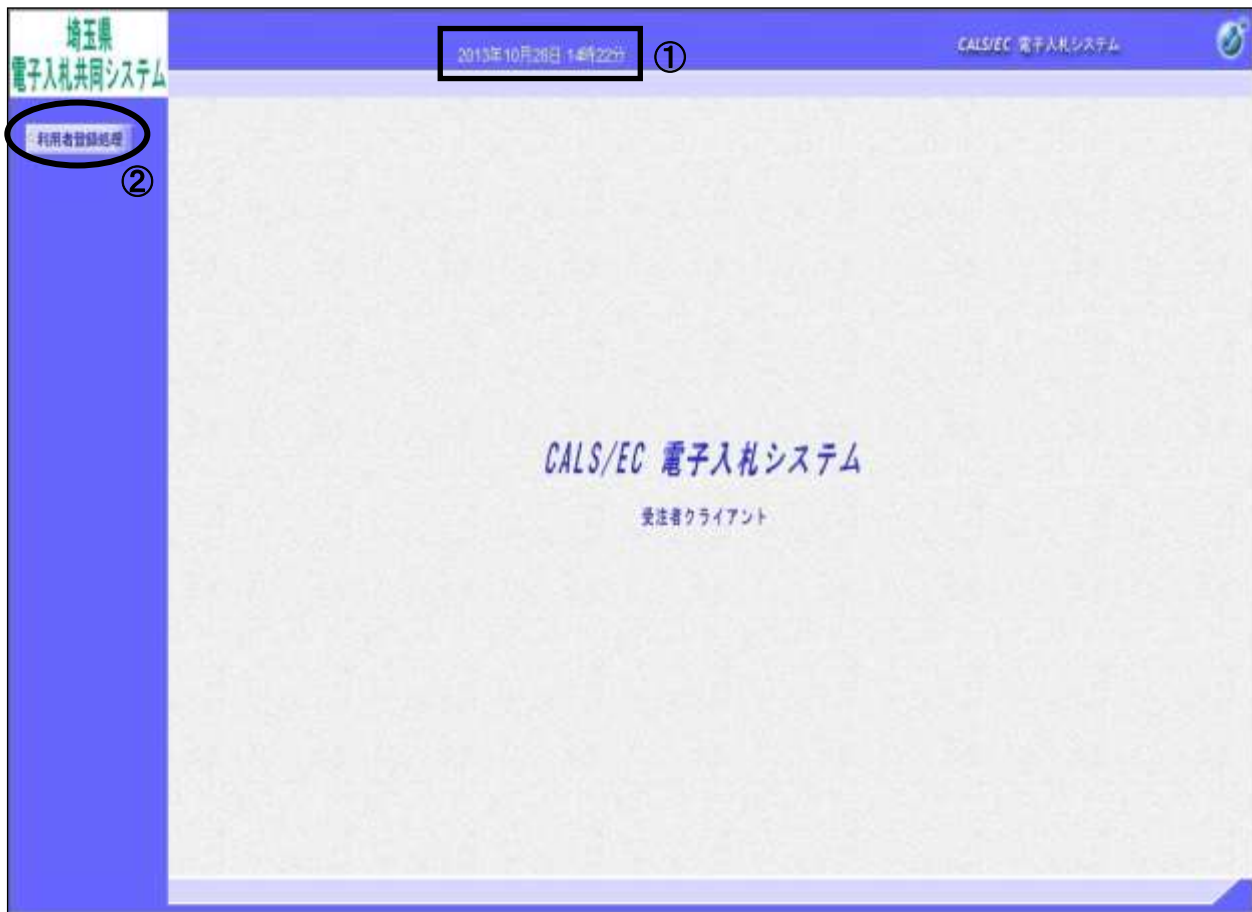 埼玉県
電子入札共同システム
2013年10月28日 14時22分
①
CALS/EC 電子入札システム
利用者登録処理
②
CALS/EC 電子入札システム
受注者クライアント